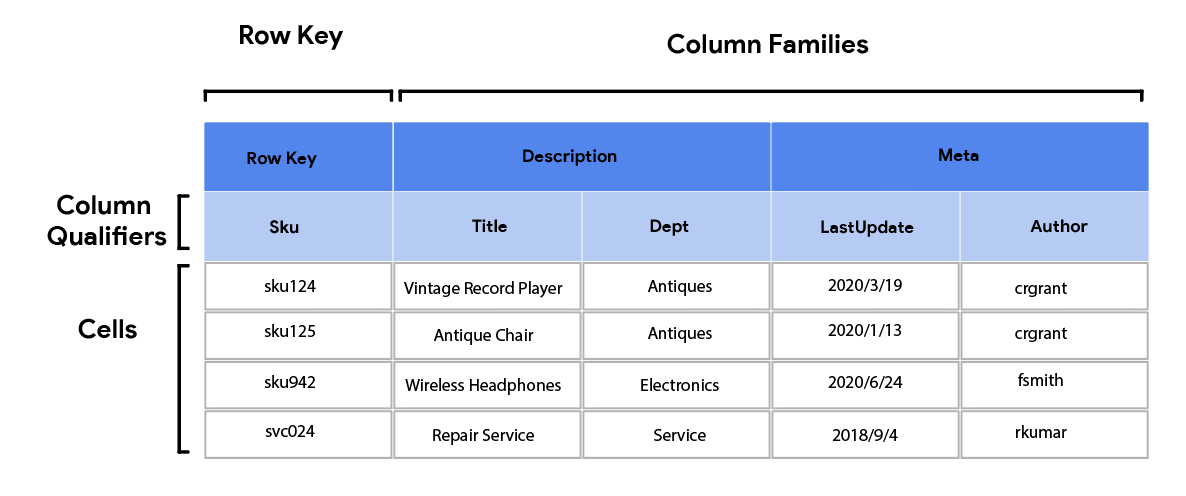 Row Key
Column Families
Row Key Description Meta
Column
Qualifiers
Sku Title Dept LastUpdate Author
Cells
sku124 Vintage Record Player Antiques 2020/3/19 crgrant
sku125 Antique Chair Antiques 2020/1/13 crgrant
sku942 Wireless Headphones Electronics 2020/6/24 fsmith
svc024 Repair Service Service 2018/9/4 rkumar